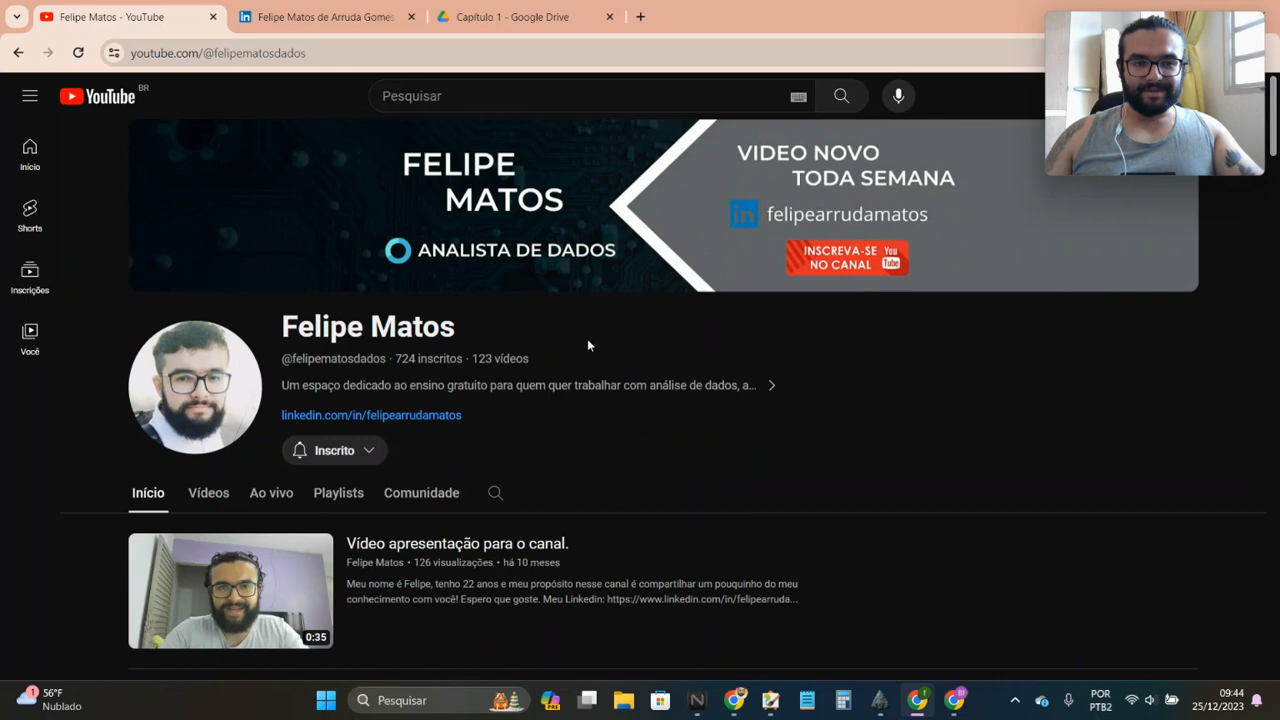 Felipe Matos - YouTube
Felipe Matos de Arruda Gomes
Capítulo 1 - Google Drive
youtube.com/@felipematosdados
YouTube BR
Pesquisar
FELIPE
MATOS
ANALISTA DE DADOS
VIDEO NOVO
TODA SEMANA
in felipearrudamatos
INSCREVA-SE
NO CANAL
You
Tube
Início
Shorts
Inscrições
Você
Felipe Matos
@felipematosdados · 724 inscritos · 123 vídeos
Um espaço dedicado ao ensino gratuito para quem quer trabalhar com análise de dados, a...
linkedin.com/in/felipearrudamatos
Inscrito
Início Vídeos Ao vivo Playlists Comunidade
Vídeo apresentação para o canal.
Felipe Matos • 126 visualizações • há 10 meses
Meu nome é Felipe, tenho 22 anos e meu propósito nesse canal é compartilhar um pouquinho do meu
conhecimento com você! Espero que goste. Meu Linkedin: https://www.linkedin.com/in/felipearruda...
0:35
1
56°F
Nublado
Pesquisar
PRE
POR
PTB2
09:44
25/12/2023